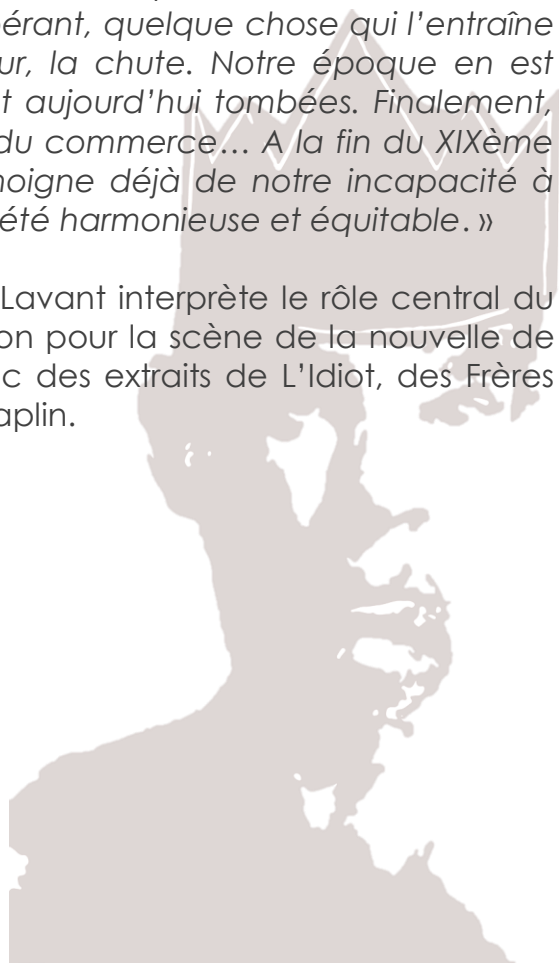 pérant, quelque chose qui l’entraîne
ur, la chute. Notre époque en est
t aujourd’hui tombées. Finalement,
du commerce… A la fin du XIXème
moigne déjà de notre incapacité à
été harmonieuse et équitable. »
Lavant interprète le rôle central du
on pour la scène de la nouvelle de
c des extraits de L’Idiot, des Frères
aplin.